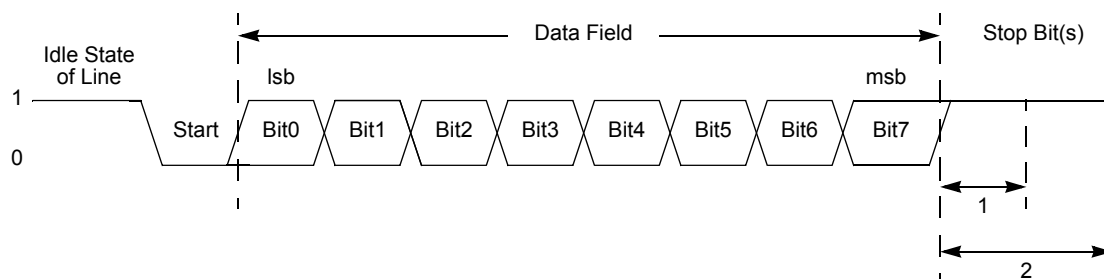 Data Field
Stop Bit(s)
Idle State
of Line
lsb
msb
1
Start
Bit0
Bit1
Bit2
Bit3
Bit4
Bit5
Bit6
Bit7
0
1
2